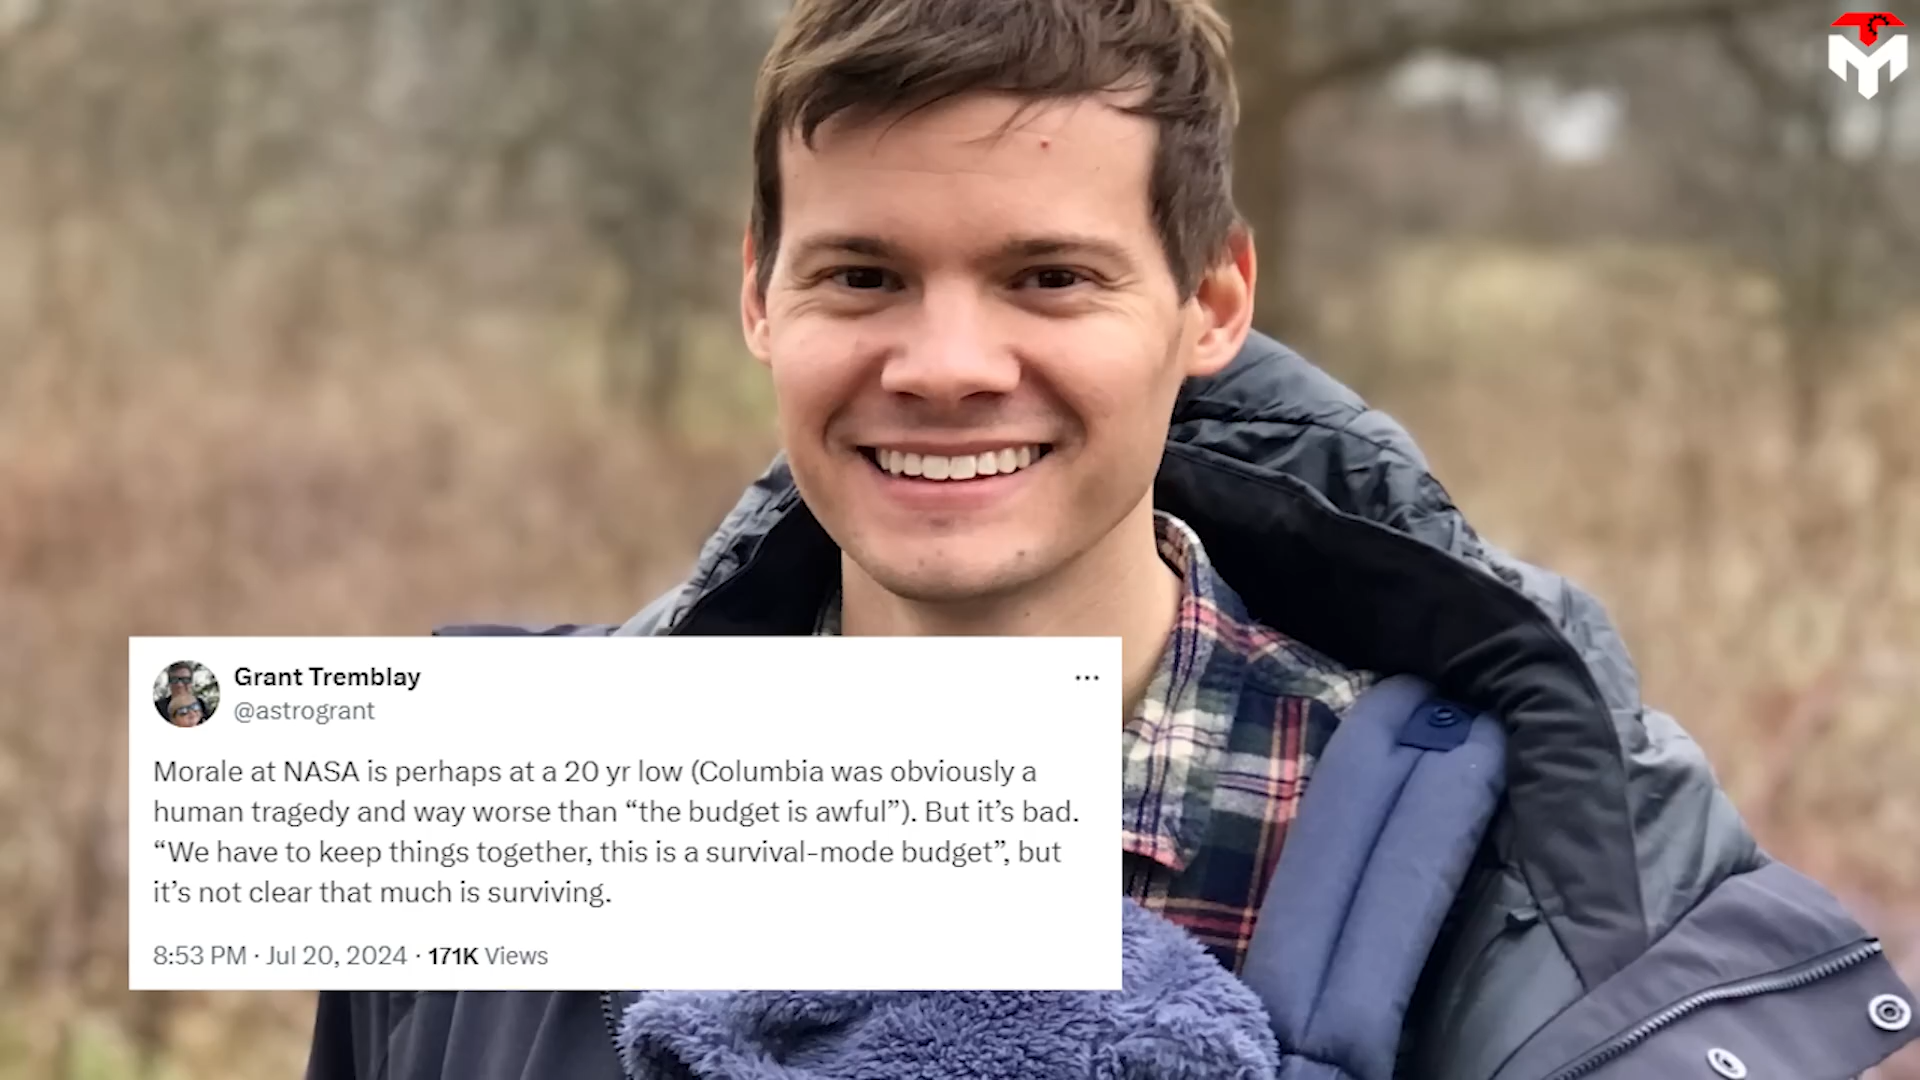 Grant Tremblay
@astrogrant
Morale at NASA is perhaps at a 20 yr low (Columbia was obviously a
human tragedy and way worse than “the budget is awful”). But it’s bad.
“We have to keep things together, this is a survival-mode budget”, but
it’s not clear that much is surviving.
8:53 PM · Jul 20, 2024 · 171K Views